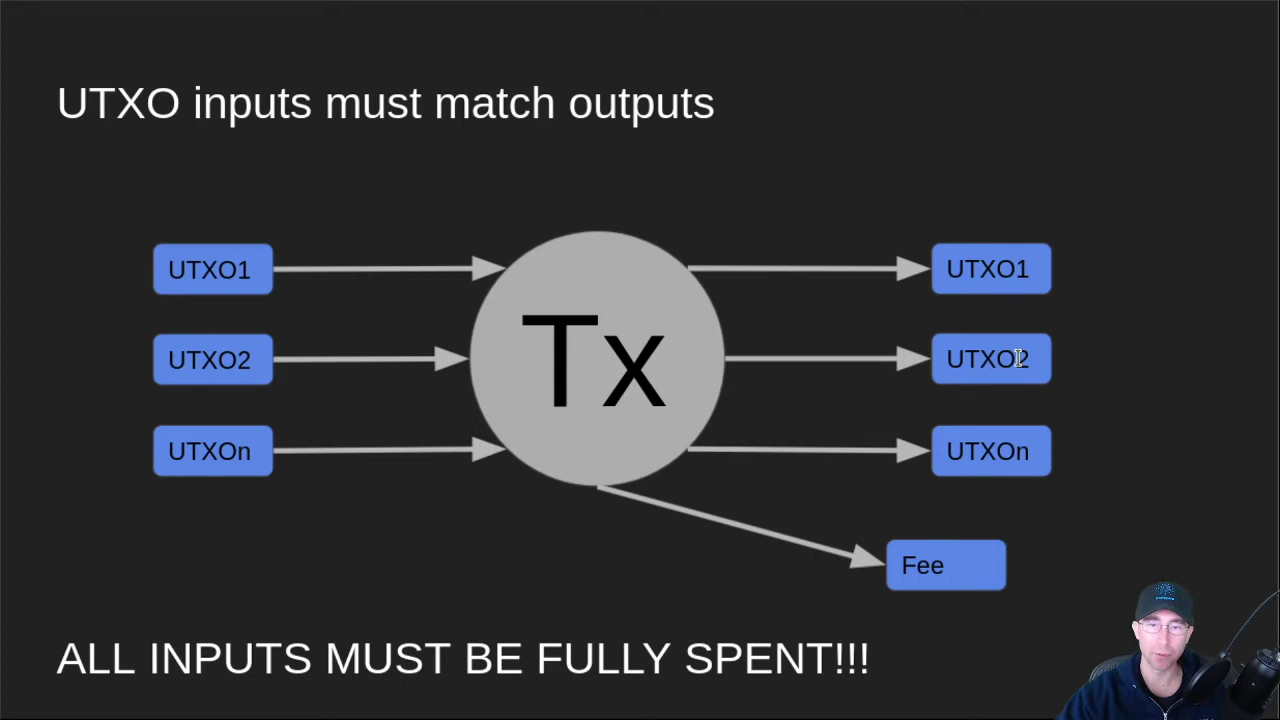 UTXO inputs must match outputs
UTXO1
UTXO1
Tx
UTXO2
UTXO2
UTXOn
UTXOn
Fee
ALL INPUTS MUST BE FULLY SPENT!!!